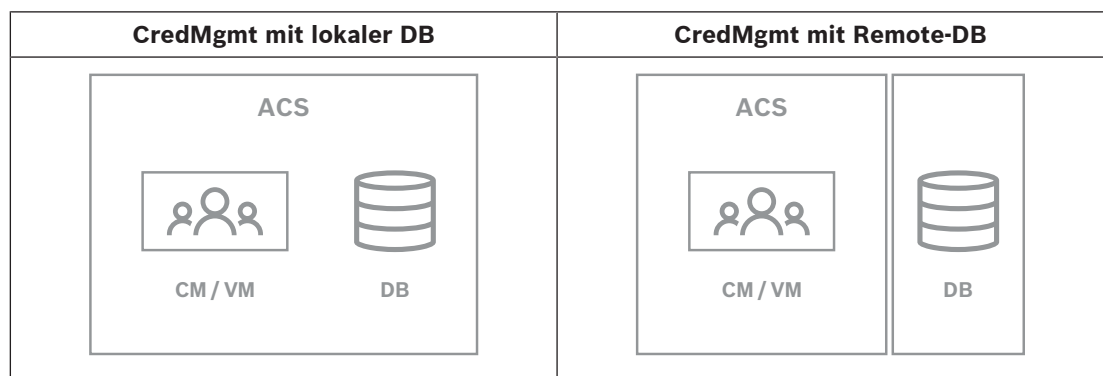 CredMgmt mit lokaler DB
CredMgmt mit Remote-DB
ACS
CM / VM
DB
ACS
CM / VM
DB